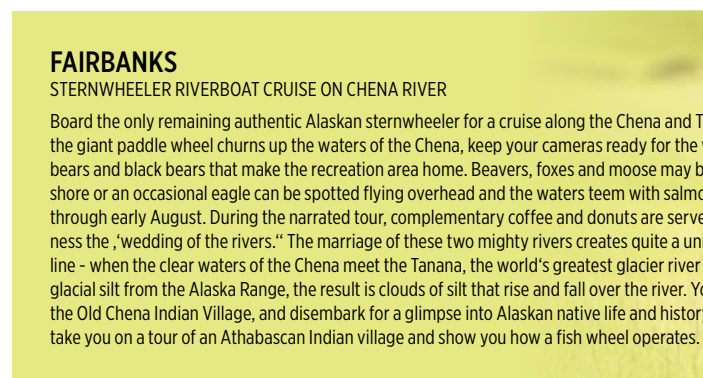 FAIRBANKS
STERNWHEELER RIVERBOAT CRUISE ON CHENA RIVER
Board the only remaining authentic Alaskan sternwheeler for a cruise along the Chena and T
the giant paddle wheel churns up the waters of the Chena, keep your cameras ready for the
bears and black bears that make the recreation area home. Beavers, foxes and moose may b
shore or an occasional eagle can be spotted flying overhead and the waters teem with salmo
through early August. During the narrated tour, complementary coffee and donuts are serve
ness the ‚‘wedding of the rivers.“ The marriage of these two mighty rivers creates quite a uni
line - when the clear waters of the Chena meet the Tanana, the world‘s greatest glacier river
glacial silt from the Alaska Range, the result is clouds of silt that rise and fall over the river. Yo
the Old Chena Indian Village, and disembark for a glimpse into Alaskan native life and history
take you on a tour of an Athabascan Indian village and show you how a fish wheel operates.